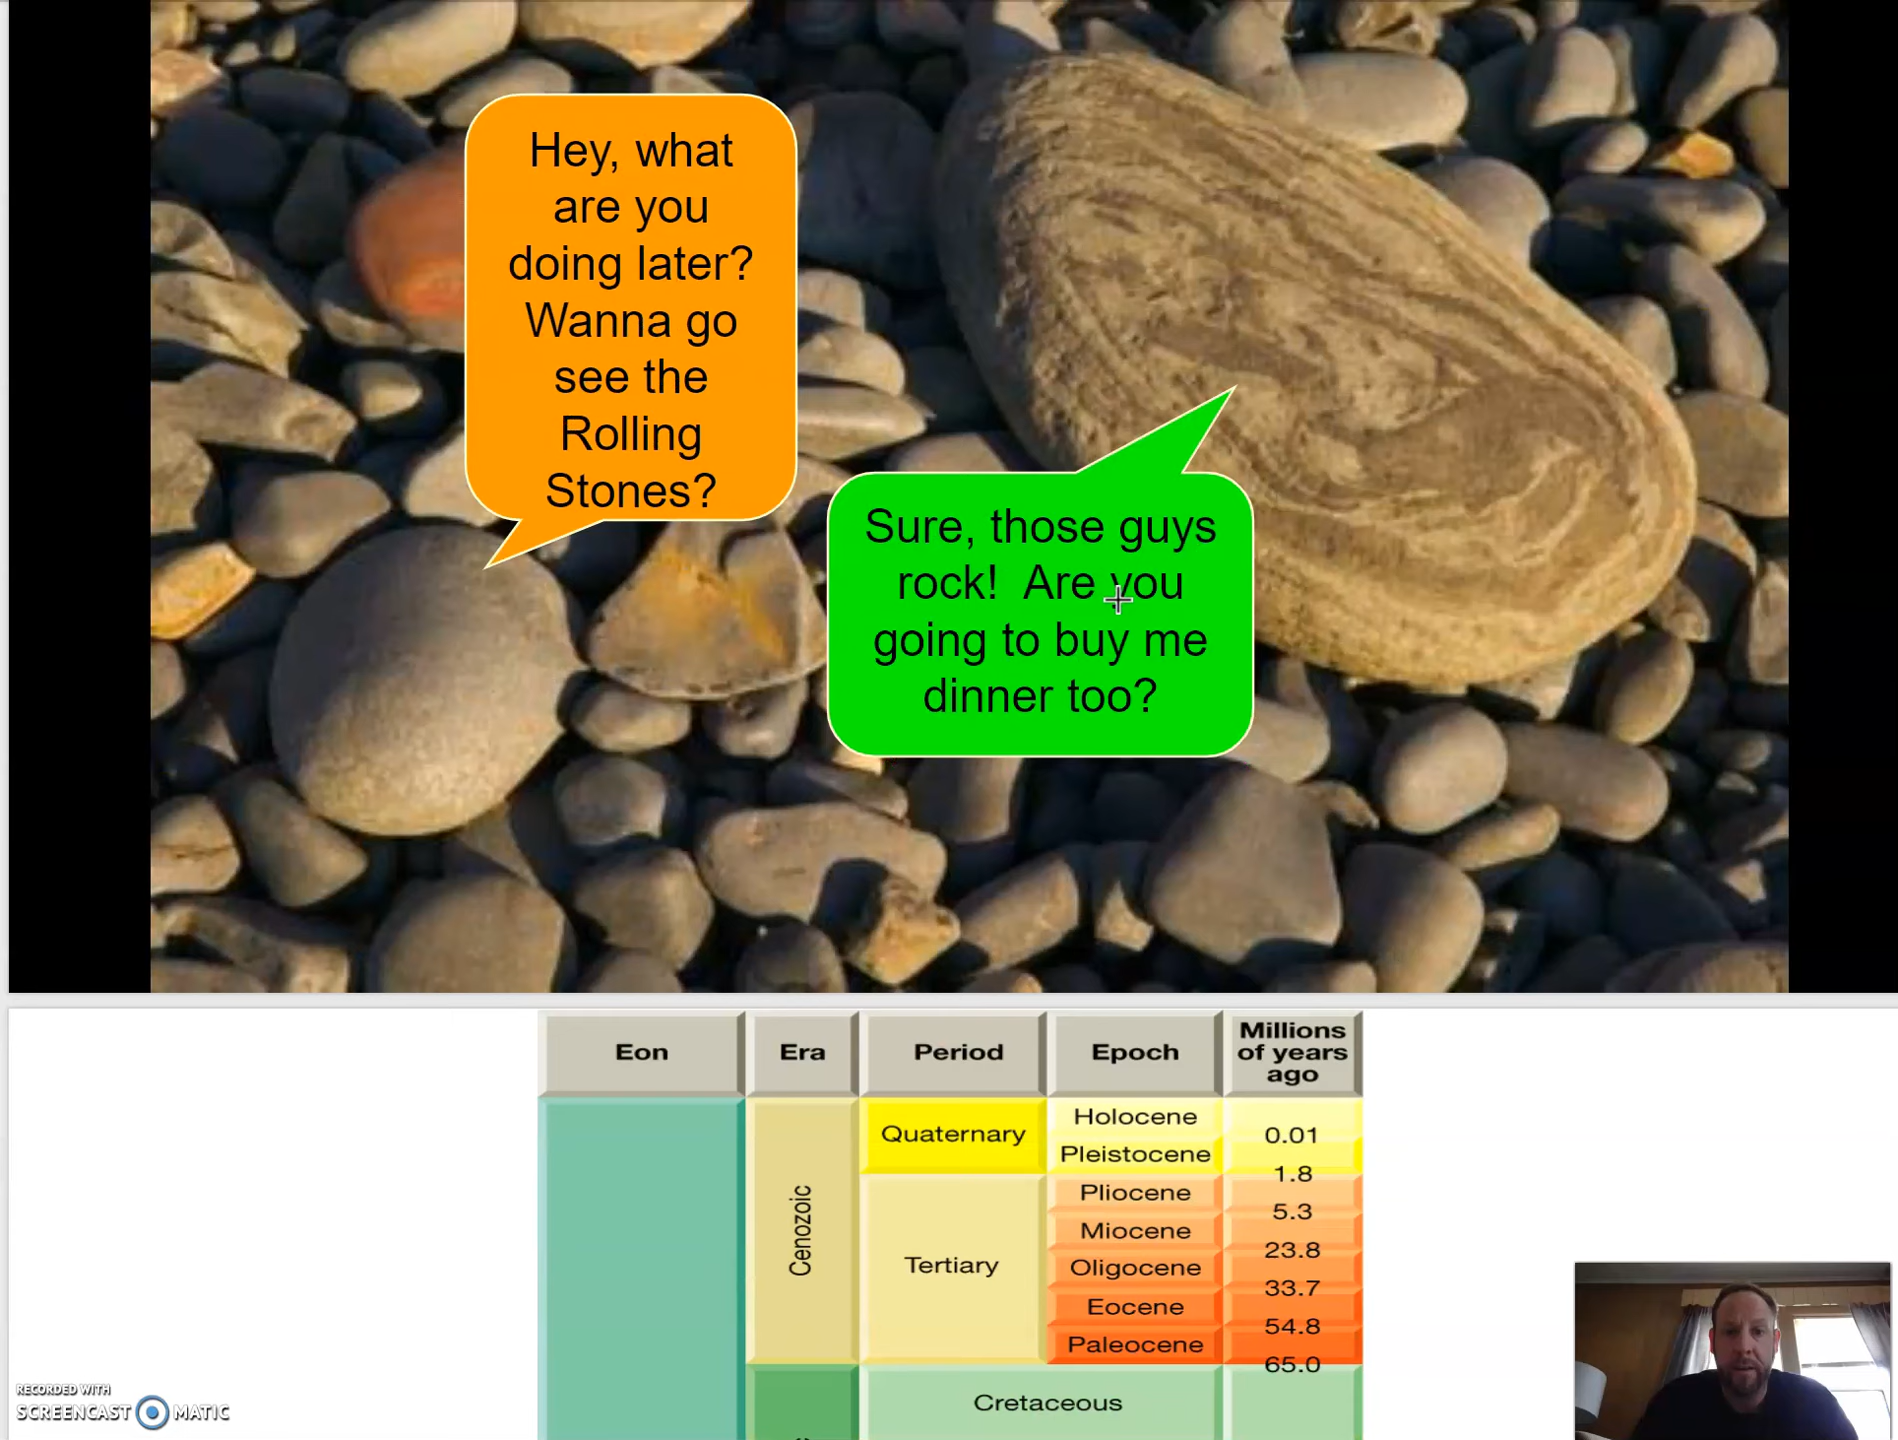 Hey, what
are you
doing later?
Wanna go
see the
Rolling
Stones?
Sure, those guys
rock! Are you
going to buy me
dinner too?
Eon Era Period Epoch Millions
of years
ago
Cenozoic
Quaternary
Holocene
0.01
Pleistocene
1.8
Tertiary
Pliocene
5.3
Miocene
23.8
Oligocene
33.7
Eocene
54.8
Paleocene
65.0
Cretaceous
RECORDED WITH
SCREENCAST MATIC